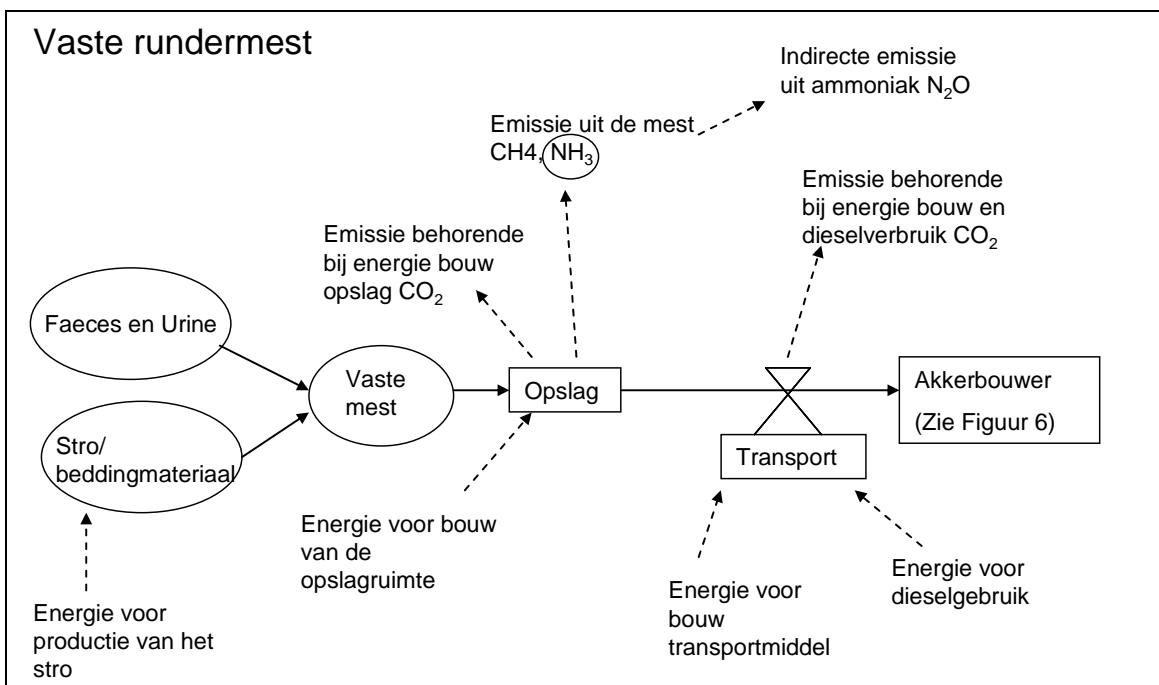 Vaste rundermest
Indirecte emissie
uit ammoniak N₂O
Emissie uit de mest
CH4, NH₃
Emissie behorende
bij energie bouw en
dieselverbruik CO₂
Emissie behorende
bij energie bouw
opslag CO₂
Faeces en Urine
Vaste
mest
Opslag
Akkerbouwer
(Zie Figuur 6)
Stro/
beddingmateriaal
Transport
Energie voor bouw
van de
opslagruimte
Energie voor
dieselgebruik
Energie voor
bouw
transportmiddel
Energie voor
productie van het
stro